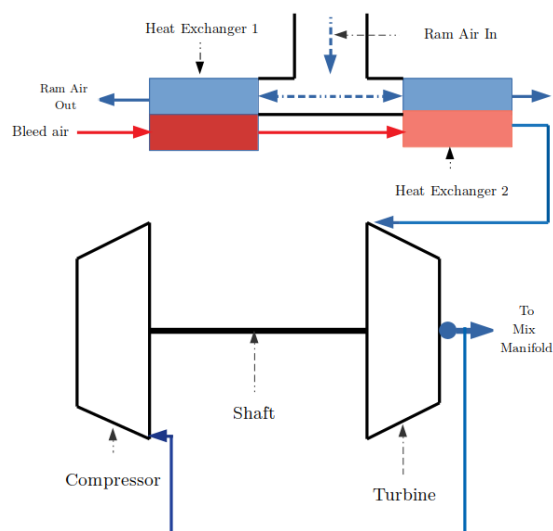 Heat Exchanger 1
Ram Air In
Ram Air
Out
Bleed air
Heat Exchanger 2
To
Mix
Manifold
Shaft
Compressor
Turbine